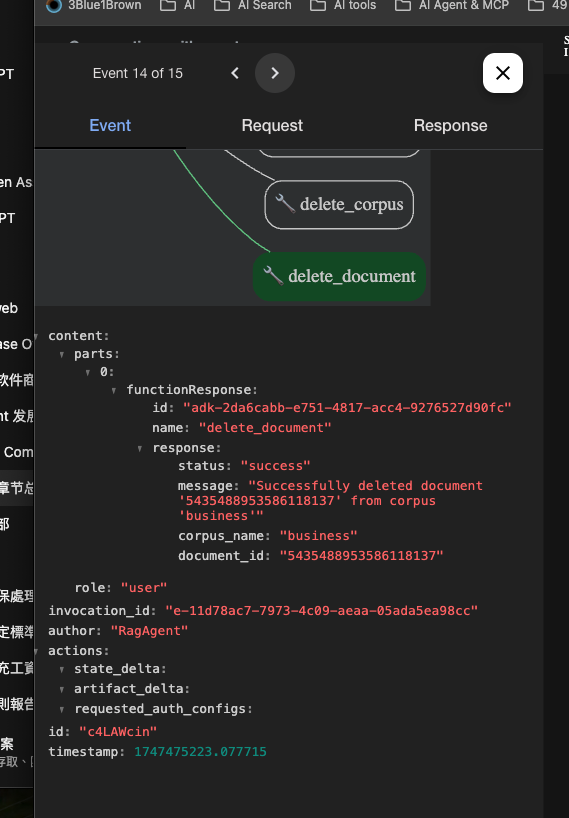 3Blue1Brown
AI
AI Search
AI tools
AI Agent & MCP
49
Event 14 of 15
Event
Request
Response
delete_corpus
delete_document
content:
parts:
0:
functionResponse:
id: "adk-2da6cabb-e751-4817-acc4-9276527d90fc"
name: "delete_document"
response:
status: "success"
message: "Successfully deleted document
'5435488953586118137' from corpus
'business'"
corpus_name: "business"
document_id: "5435488953586118137"
role: "user"
invocation_id: "e-11d78ac7-7973-4c09-aeaa-05ada5ea98cc"
author: "RagAgent"
actions:
state_delta:
artifact_delta:
requested_auth_configs:
id: "c4LAWcin"
timestamp: 1747475223.077715
PT
en As
PT
eb
ase O
软件商
nt 发展
Com
章节总
部
保處理
定標準
充工資
則報告
案
存取、